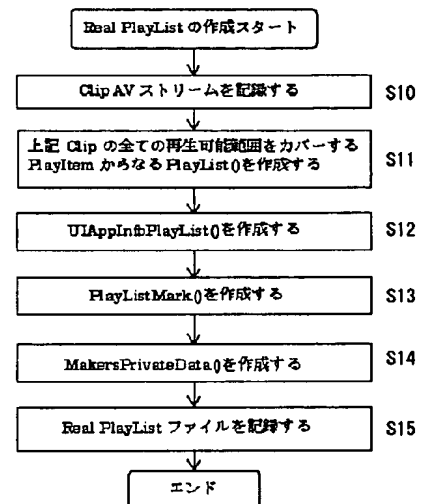 Real PlayList の作成スタート
Clip AV ストリームを記録する
S10
上記 Clip の全ての再生可能範囲をカバーする
PlayItem からなる PlayList()を作成する
S11
UIAppInfoPlayList()を作成する
S12
PlayListMark()を作成する
S13
MakersPrivateData()を作成する
S14
Real PlayList ファイルを記録する
S15
エンド